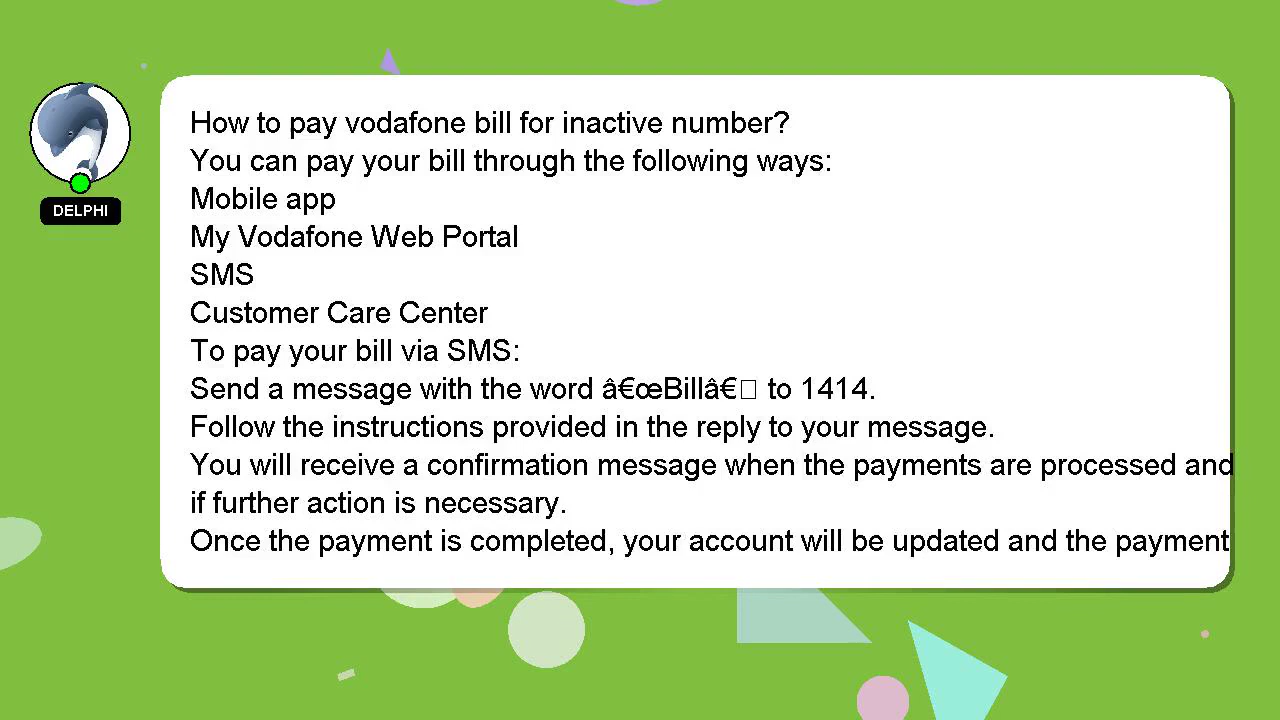 DELPHI
How to pay vodafone bill for inactive number?
You can pay your bill through the following ways:
Mobile app
My Vodafone Web Portal
SMS
Customer Care Center
To pay your bill via SMS:
Send a message with the word â€œBillâ€□ to 1414.
Follow the instructions provided in the reply to your message.
You will receive a confirmation message when the payments are processed and
if further action is necessary.
Once the payment is completed, your account will be updated and the payment